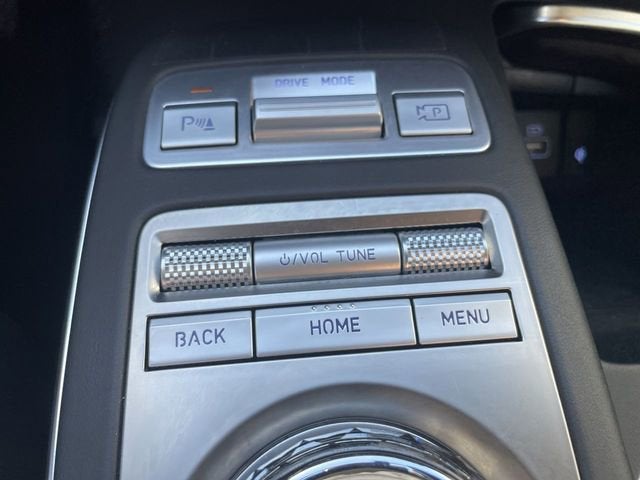 DRIVE MODE
P
P
/VOL TUNE
BACK
HOME
MENU